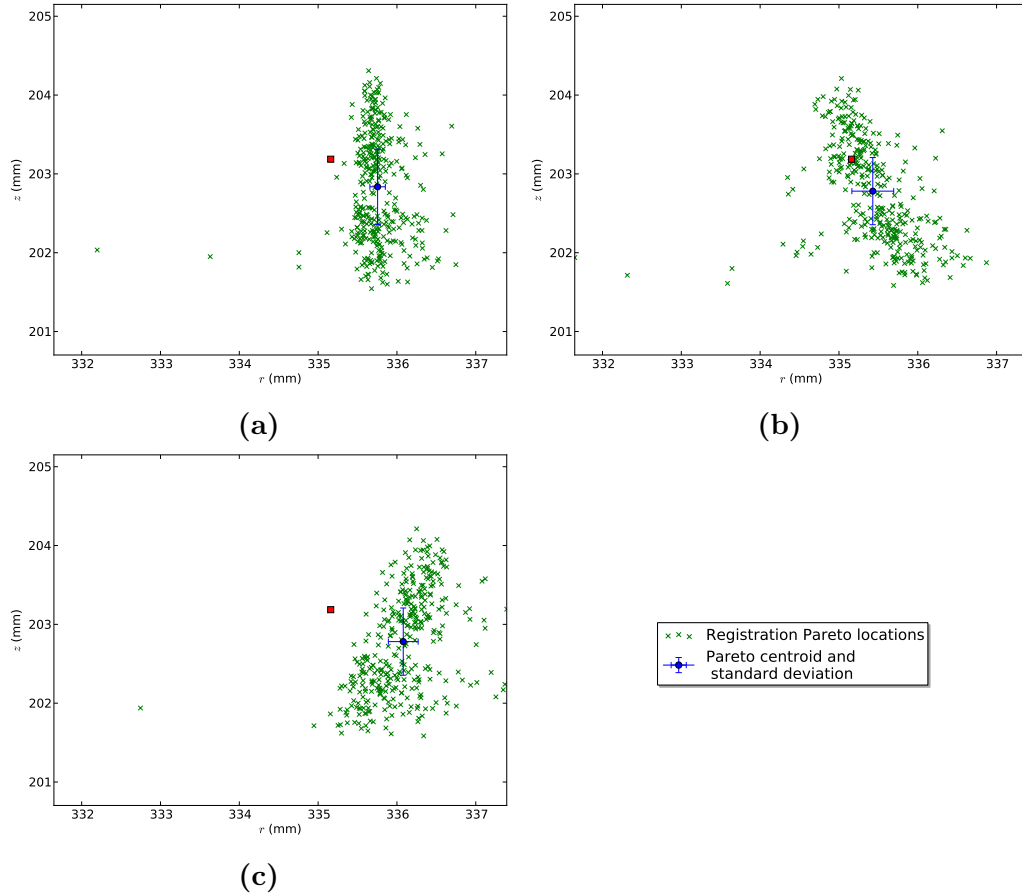 205
204
203
202
201
z (mm)
332 333 334 335 336 337
r (mm)
(a)
205
204
203
202
201
z (mm)
332 333 334 335 336 337
r (mm)
(b)
205
204
203
202
201
z (mm)
332 333 334 335 336 337
r (mm)
(c)
Registration Pareto locations
Pareto centroid and
standard deviation